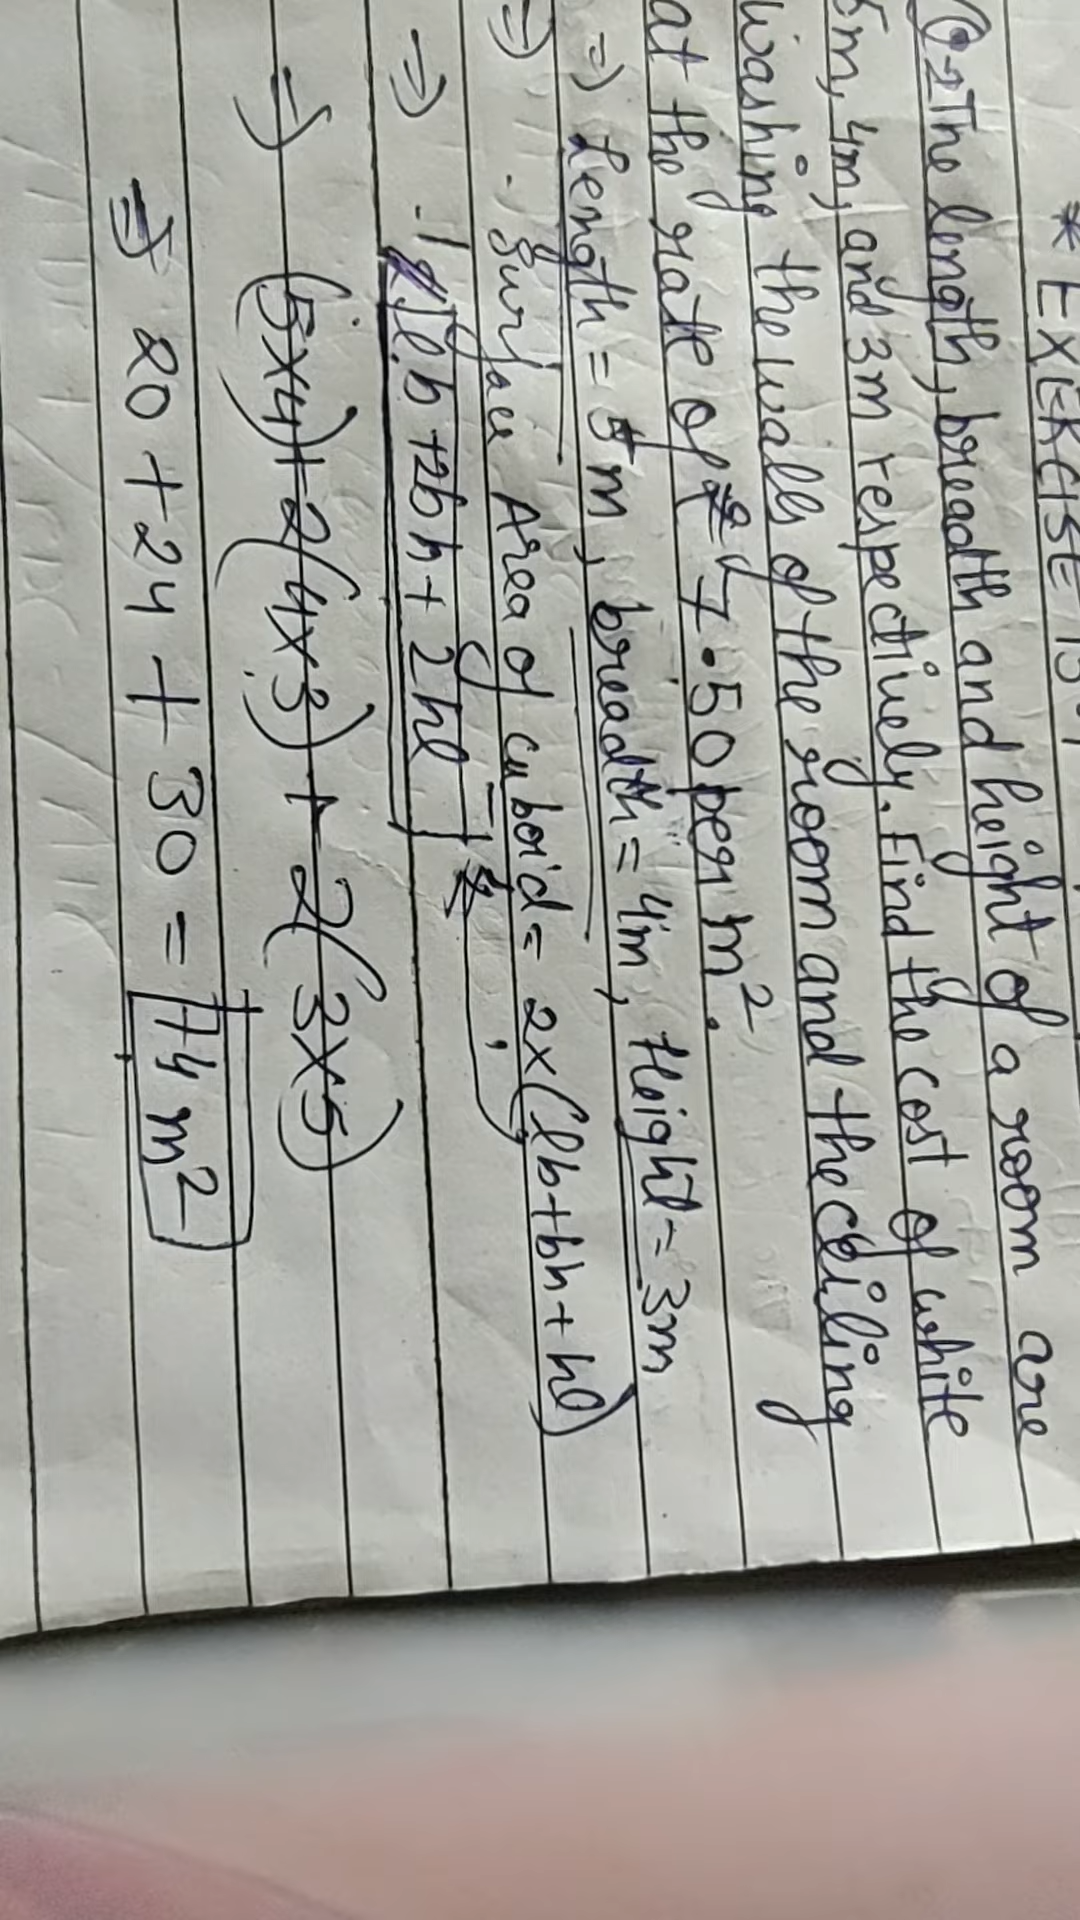 * EXERCISE 13.1
Q-2 The length, breadth and height of a room are
5m, 4m, and 3m respectively. Find the cost of white
washing the walls of the room and the ceiling
at the rate of ₹ 7.50 per m²
⇒ Length = 5m, breadth = 4m, Height = 3m
⇒ Surface Area of cuboid = 2×(lb+bh+hl)
⇒ l.b + 2bh + 2hl
⇒ (5×4)+2(4×3)+2(3×5)
⇒ 20 + 24 + 30 = 74 m²